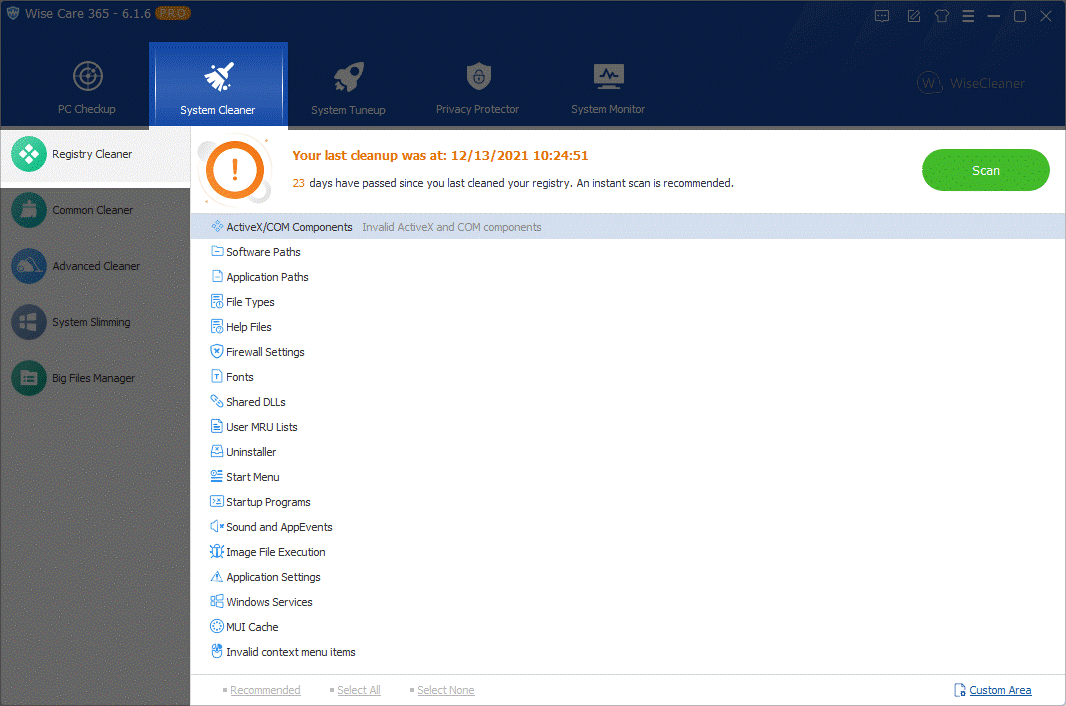 Wise Care 365 - 6.1.6 PRO
PC Checkup
System Cleaner
System Tuneup
Privacy Protector
System Monitor
WiseCleaner
Registry Cleaner
Common Cleaner
Advanced Cleaner
System Slimming
Big Files Manager
Your last cleanup was at: 12/13/2021 10:24:51
23 days have passed since you last cleaned your registry. An instant scan is recommended.
Scan
ActiveX/COM Components Invalid ActiveX and COM components
Software Paths
Application Paths
File Types
Help Files
Firewall Settings
Fonts
Shared DLLs
User MRU Lists
Uninstaller
Start Menu
Startup Programs
Sound and AppEvents
Image File Execution
Application Settings
Windows Services
MUI Cache
Invalid context menu items
Recommended Select All Select None Custom Area